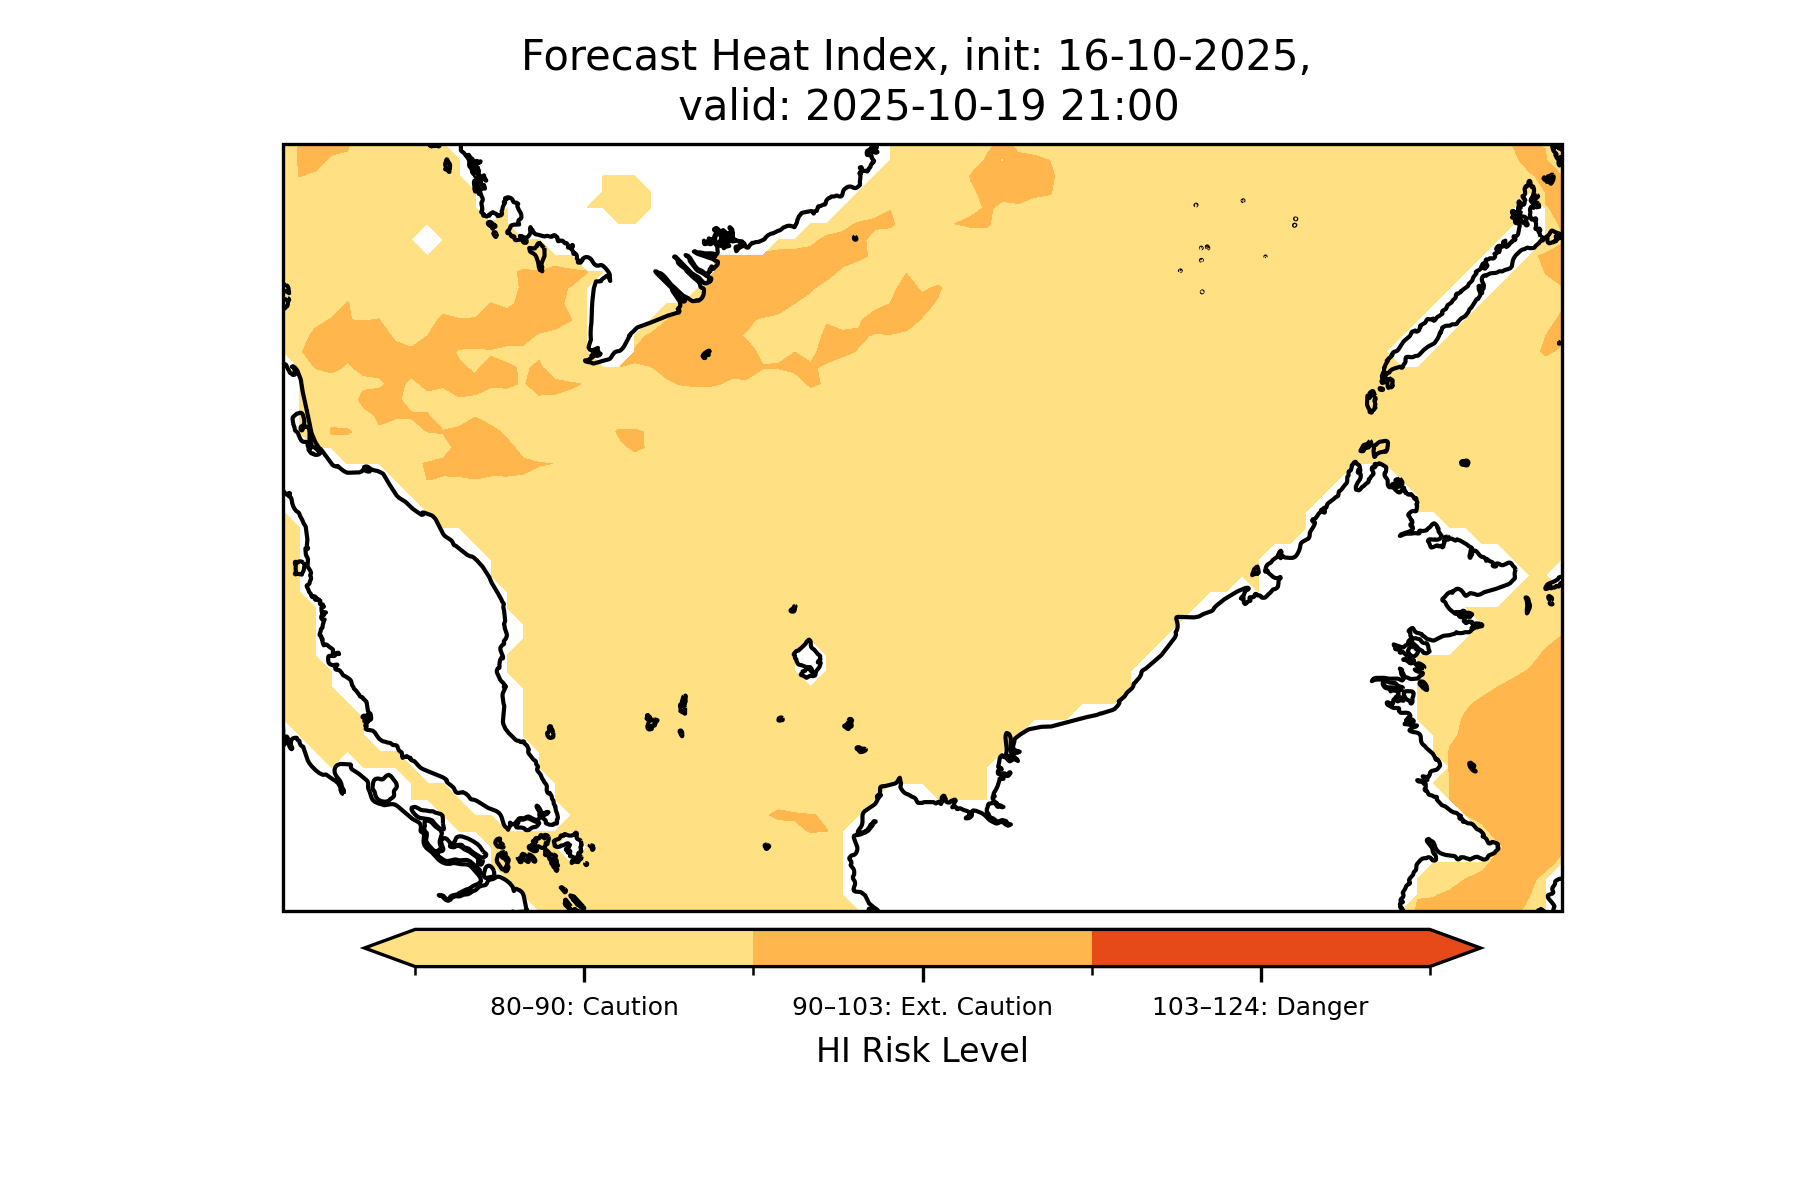 Forecast Heat Index, init: 16-10-2025,
valid: 2025-10-19 21:00
80–90: Caution
90–103: Ext. Caution
103–124: Danger
HI Risk Level